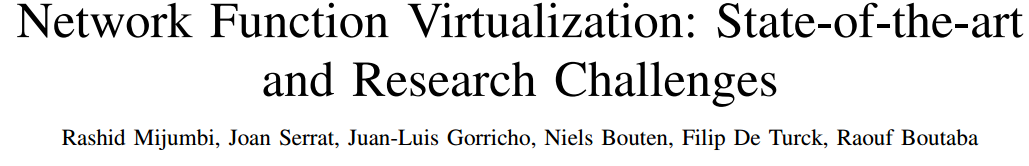 Network Function Virtualization: State-of-the-art
and Research Challenges
Rashid Mijumbi, Joan Serrat, Juan-Luis Gorricho, Niels Bouten, Filip De Turck, Raouf Boutaba